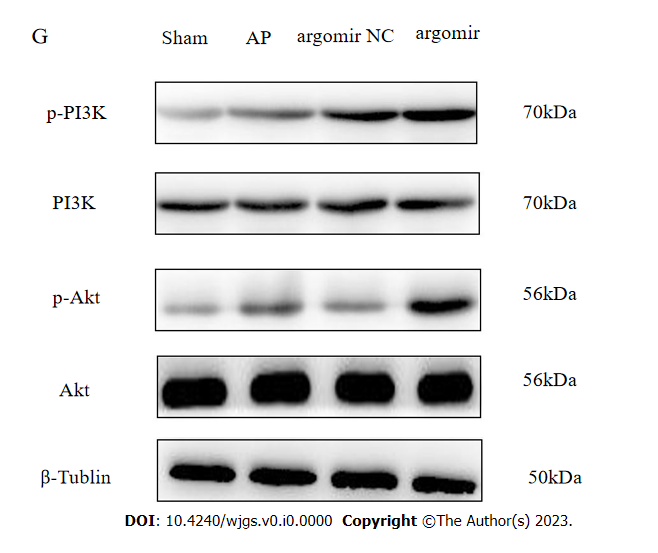 G
Sham AP argomir NC argomir
p-PI3K 70kDa
PI3K 70kDa
p-Akt 56kDa
Akt 56kDa
β-Tublin 50kDa
DOI: 10.4240/wjgs.v0.i0.0000 Copyright ©The Author(s) 2023.